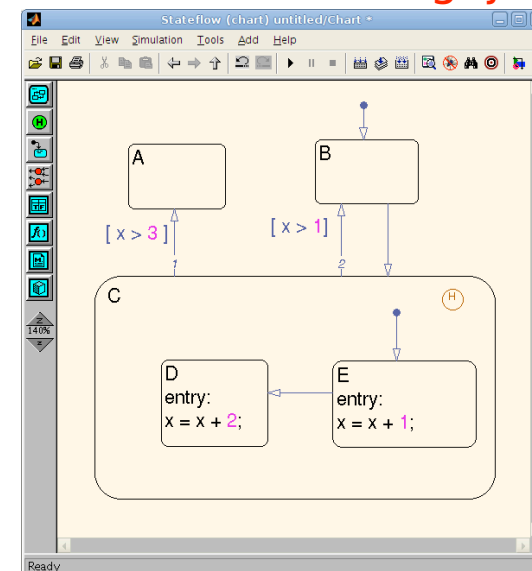 Stateflow (chart) untitled/Chart *
File Edit View Simulation Tools Add Help
A
B
[ x > 3 ]
[ x > 1]
1
2
C
H
D
entry:
x = x + 2;
E
entry:
x = x + 1;
140%
Ready